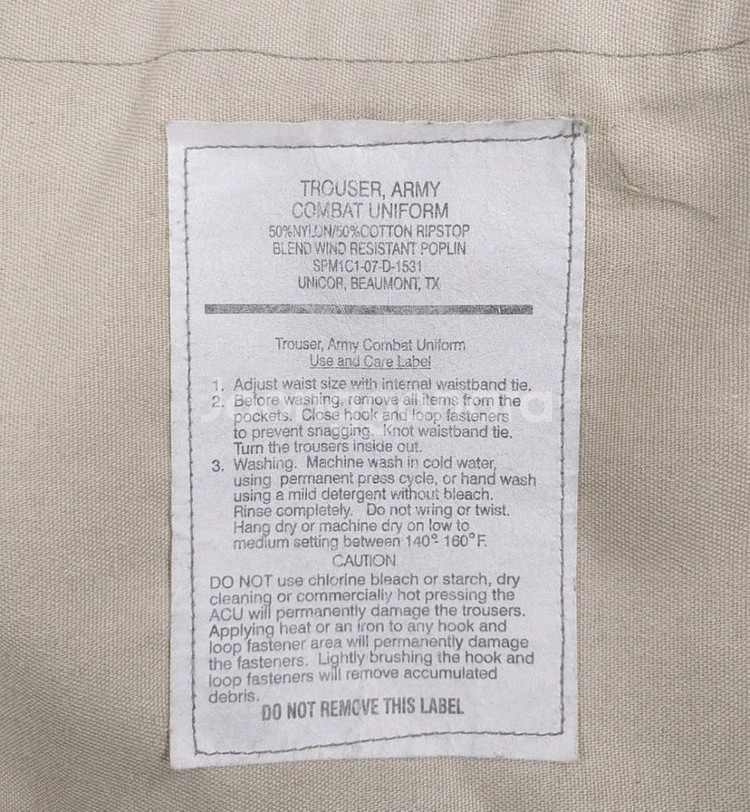 TROUSER, ARMY
COMBAT UNIFORM
50%NYLON/50%COTTON RIPSTOP
BLEND WIND RESISTANT POPLIN
SPM1C1-07-D-1531
UNICOR, BEAUMONT, TX
Trouser, Army Combat Uniform
Use and Care Label
1. Adjust waist size with internal waistband tie.
2. Before washing, remove all items from the
pockets. Close hook and loop fasteners
to prevent snagging. Knot waistband tie.
Turn the trousers inside out.
3. Washing. Machine wash in cold water,
using permanent press cycle, or hand wash
using a mild detergent without bleach.
Rinse completely. Do not wring or twist.
Hang dry or machine dry on low to
medium setting between 140°- 160°F.
CAUTION
DO NOT use chlorine bleach or starch, dry
cleaning or commercially hot pressing the
ACU will permanently damage the trousers.
Applying heat or an iron to any hook and
loop fastener area will permanently damage
the fasteners. Lightly brushing the hook and
loop fasteners will remove accumulated
debris.
DO NOT REMOVE THIS LABEL